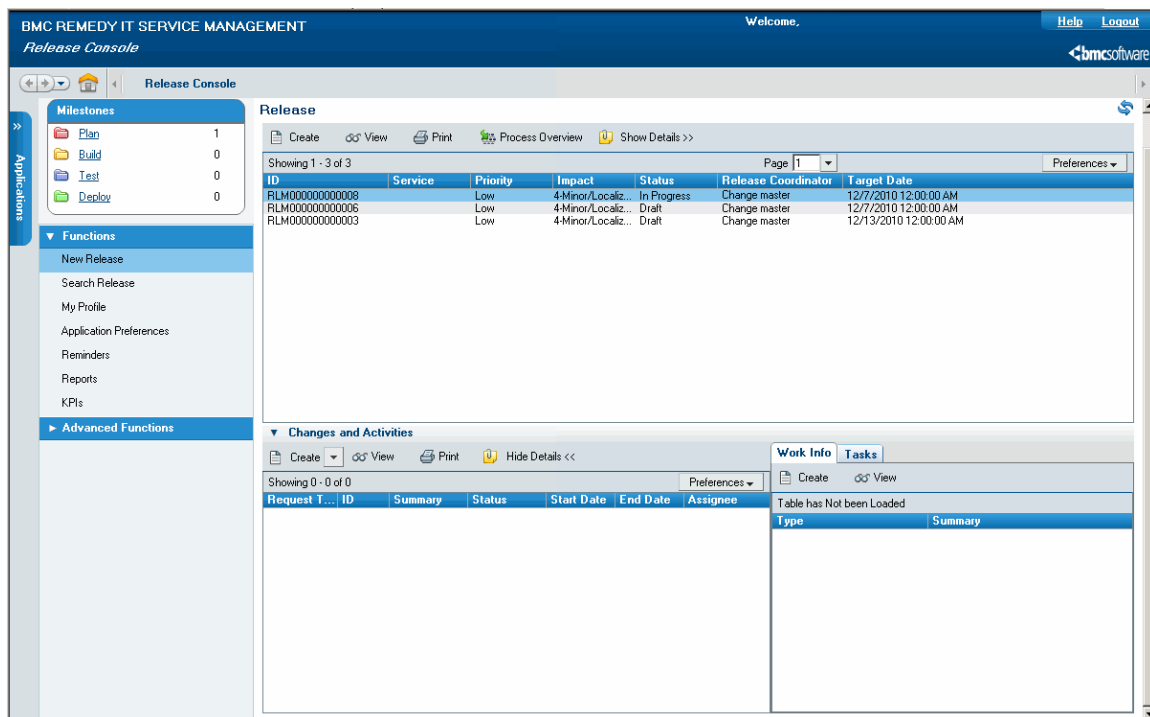 BMC REMEDY IT SERVICE MANAGEMENT
Welcome,
Help Logout
Release Console
bmcsoftware
Release Console
Applications
Milestones
Plan 1
Build 0
Test 0
Deploy 0
Functions
New Release
Search Release
My Profile
Application Preferences
Reminders
Reports
KPIs
Advanced Functions
Release
Create View Print Process Overview Show Details >>
Showing 1 - 3 of 3 Page 1 Preferences
ID Service Priority Impact Status Release Coordinator Target Date
RLM000000000008 Low 4-Minor/Localiz... In Progress Change master 12/7/2010 12:00:00 AM
RLM000000000006 Low 4-Minor/Localiz... Draft Change master 12/7/2010 12:00:00 AM
RLM000000000003 Low 4-Minor/Localiz... Draft Change master 12/13/2010 12:00:00 AM
Changes and Activities
Create View Print Hide Details <<
Showing 0 - 0 of 0 Preferences
Request T... ID Summary Status Start Date End Date Assignee
Work Info Tasks
Create View
Table has Not been Loaded
Type Summary